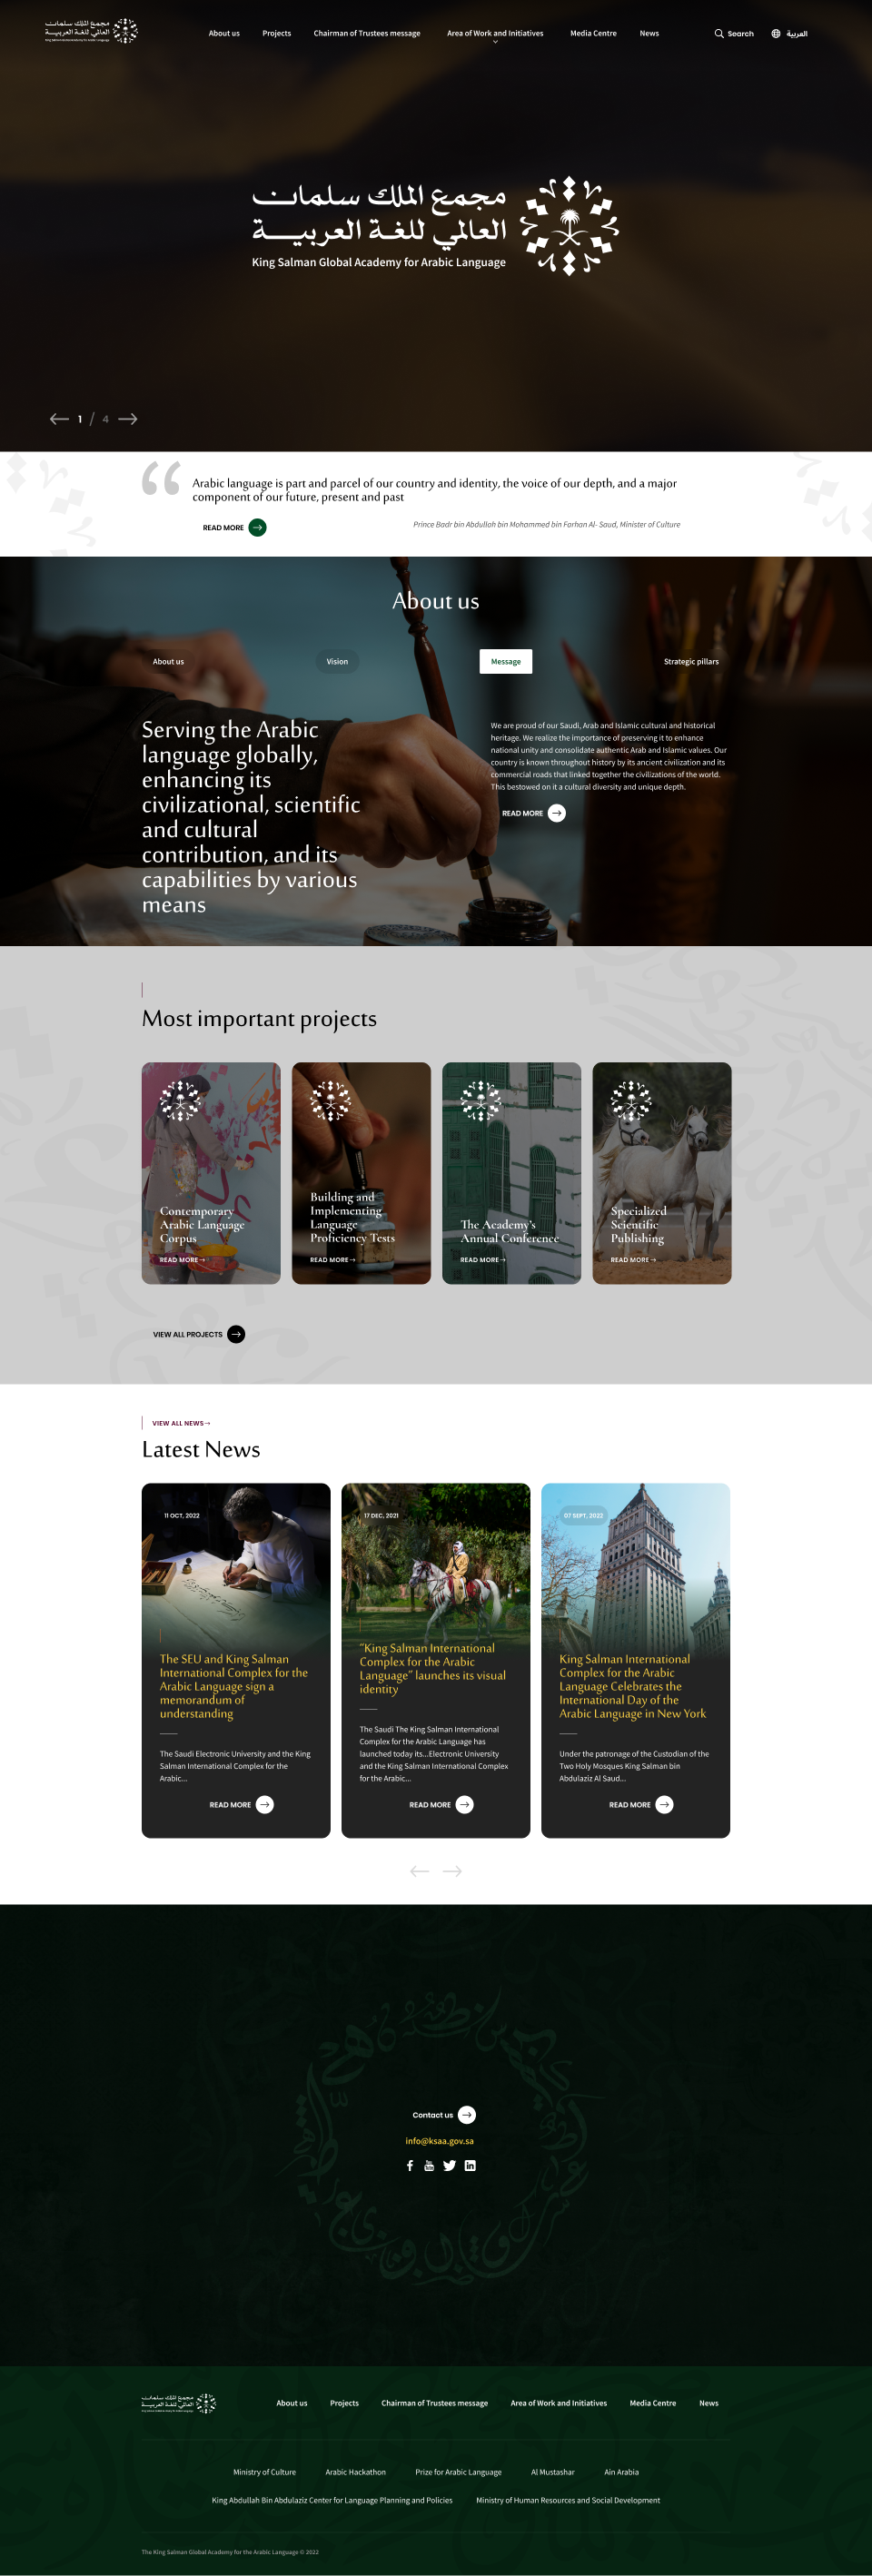 مجمع الملك سلمان
العالمي للغة العربية
King Salman Global Academy for Arabic Language
About us
Projects
Chairman of Trustees message
Area of Work and Initiatives
Media Centre
News
Search
العربية
مجمع الملك سلمان
العالمي للغة العربية
King Salman Global Academy for Arabic Language
1 / 4
Arabic language is part and parcel of our country and identity, the voice of our depth, and a major
component of our future, present and past
READ MORE
Prince Badr bin Abdullah bin Mohammed bin Farhan Al- Saud, Minister of Culture
About us
About us
Vision
Message
Strategic pillars
Serving the Arabic
language globally,
enhancing its
civilizational, scientific
and cultural
contribution, and its
capabilities by various
means
We are proud of our Saudi, Arab and Islamic cultural and historical
heritage. We realize the importance of preserving it to enhance
national unity and consolidate authentic Arab and Islamic values. Our
country is known throughout history by its ancient civilization and its
commercial roads that linked together the civilizations of the world.
This bestowed on it a cultural diversity and unique depth.
READ MORE
Most important projects
Contemporary
Arabic Language
Corpus
READ MORE
Building and
Implementing
Language
Proficiency Tests
READ MORE
The Academy's
Annual Conference
READ MORE
Specialized
Scientific
Publishing
READ MORE
VIEW ALL PROJECTS
VIEW ALL NEWS
Latest News
11 OCT, 2022
The SEU and King Salman
International Complex for the
Arabic Language sign a
memorandum of
understanding
The Saudi Electronic University and the King
Salman International Complex for the
Arabic...
READ MORE
17 DEC, 2021
"King Salman International
Complex for the Arabic
Language" launches its visual
identity
The Saudi The King Salman International
Complex for the Arabic Language has
launched today its...Electronic University
and the King Salman International Complex
for the Arabic...
READ MORE
07 SEPT, 2022
King Salman International
Complex for the Arabic
Language Celebrates the
International Day of the
Arabic Language in New York
Under the patronage of the Custodian of the
Two Holy Mosques King Salman bin
Abdulaziz Al Saud...
READ MORE
Contact us
info@ksaa.gov.sa
مجمع الملك سلمان
العالمي للغة العربية
About us
Projects
Chairman of Trustees message
Area of Work and Initiatives
Media Centre
News
Ministry of Culture
Arabic Hackathon
Prize for Arabic Language
Al Mustashar
Ain Arabia
King Abdullah Bin Abdulaziz Center for Language Planning and Policies
Ministry of Human Resources and Social Development
The King Salman Global Academy for the Arabic Language © 2022